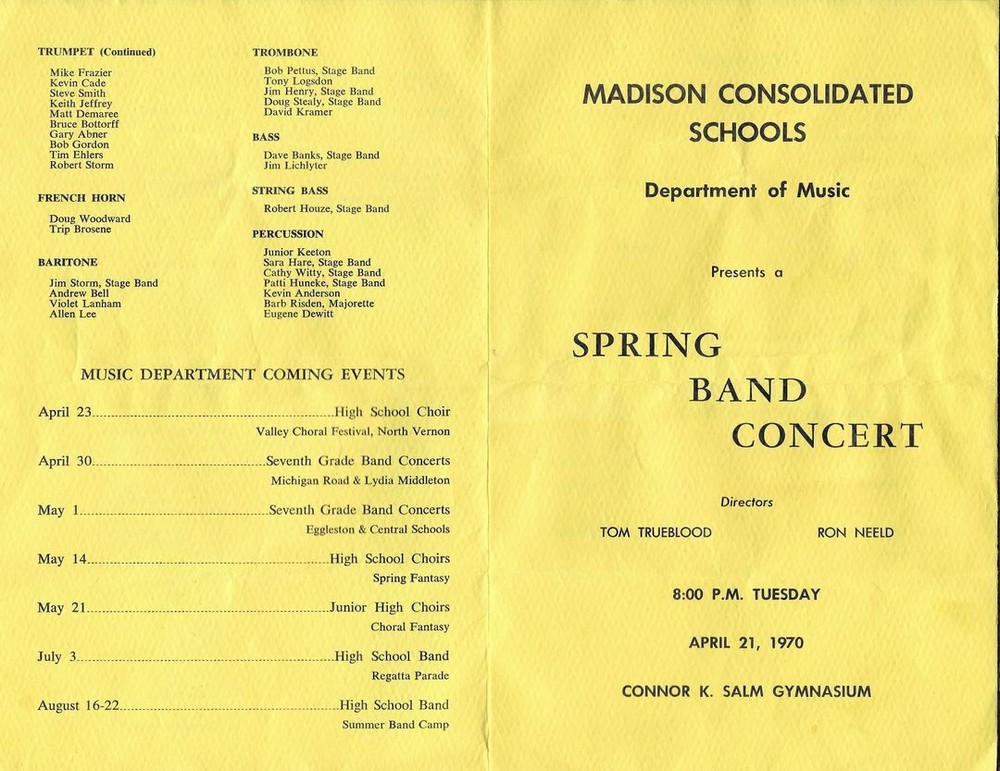 TRUMPET (Continued)
Mike Frazier
Kevin Cade
Steve Smith
Keith Jeffrey
Matt Demaree
Bruce Bottorff
Gary Abner
Bob Gordon
Tim Ehlers
Robert Storm
FRENCH HORN
Doug Woodward
Trip Brosene
BARITONE
Jim Storm, Stage Band
Andrew Bell
Violet Lanham
Allen Lee
TROMBONE
Bob Pettus, Stage Band
Tony Logsdon
Jim Henry, Stage Band
Doug Stealy, Stage Band
David Kramer
BASS
Dave Banks, Stage Band
Jim Lichlyter
STRING BASS
Robert Houze, Stage Band
PERCUSSION
Junior Keeton
Sara Hare, Stage Band
Cathy Witty, Stage Band
Patti Huneke, Stage Band
Kevin Anderson
Barb Risden, Majorette
Eugene Dewitt
MUSIC DEPARTMENT COMING EVENTS
April 23 High School Choir
Valley Choral Festival, North Vernon
April 30 Seventh Grade Band Concerts
Michigan Road & Lydia Middleton
May 1 Seventh Grade Band Concerts
Eggleston & Central Schools
May 14 High School Choirs
Spring Fantasy
May 21 Junior High Choirs
Choral Fantasy
July 3 High School Band
Regatta Parade
August 16-22 High School Band
Summer Band Camp
MADISON CONSOLIDATED
SCHOOLS
Department of Music
Presents a
SPRING
BAND
CONCERT
Directors
TOM TRUEBLOOD RON NEELD
8:00 P.M. TUESDAY
APRIL 21, 1970
CONNOR K. SALM GYMNASIUM